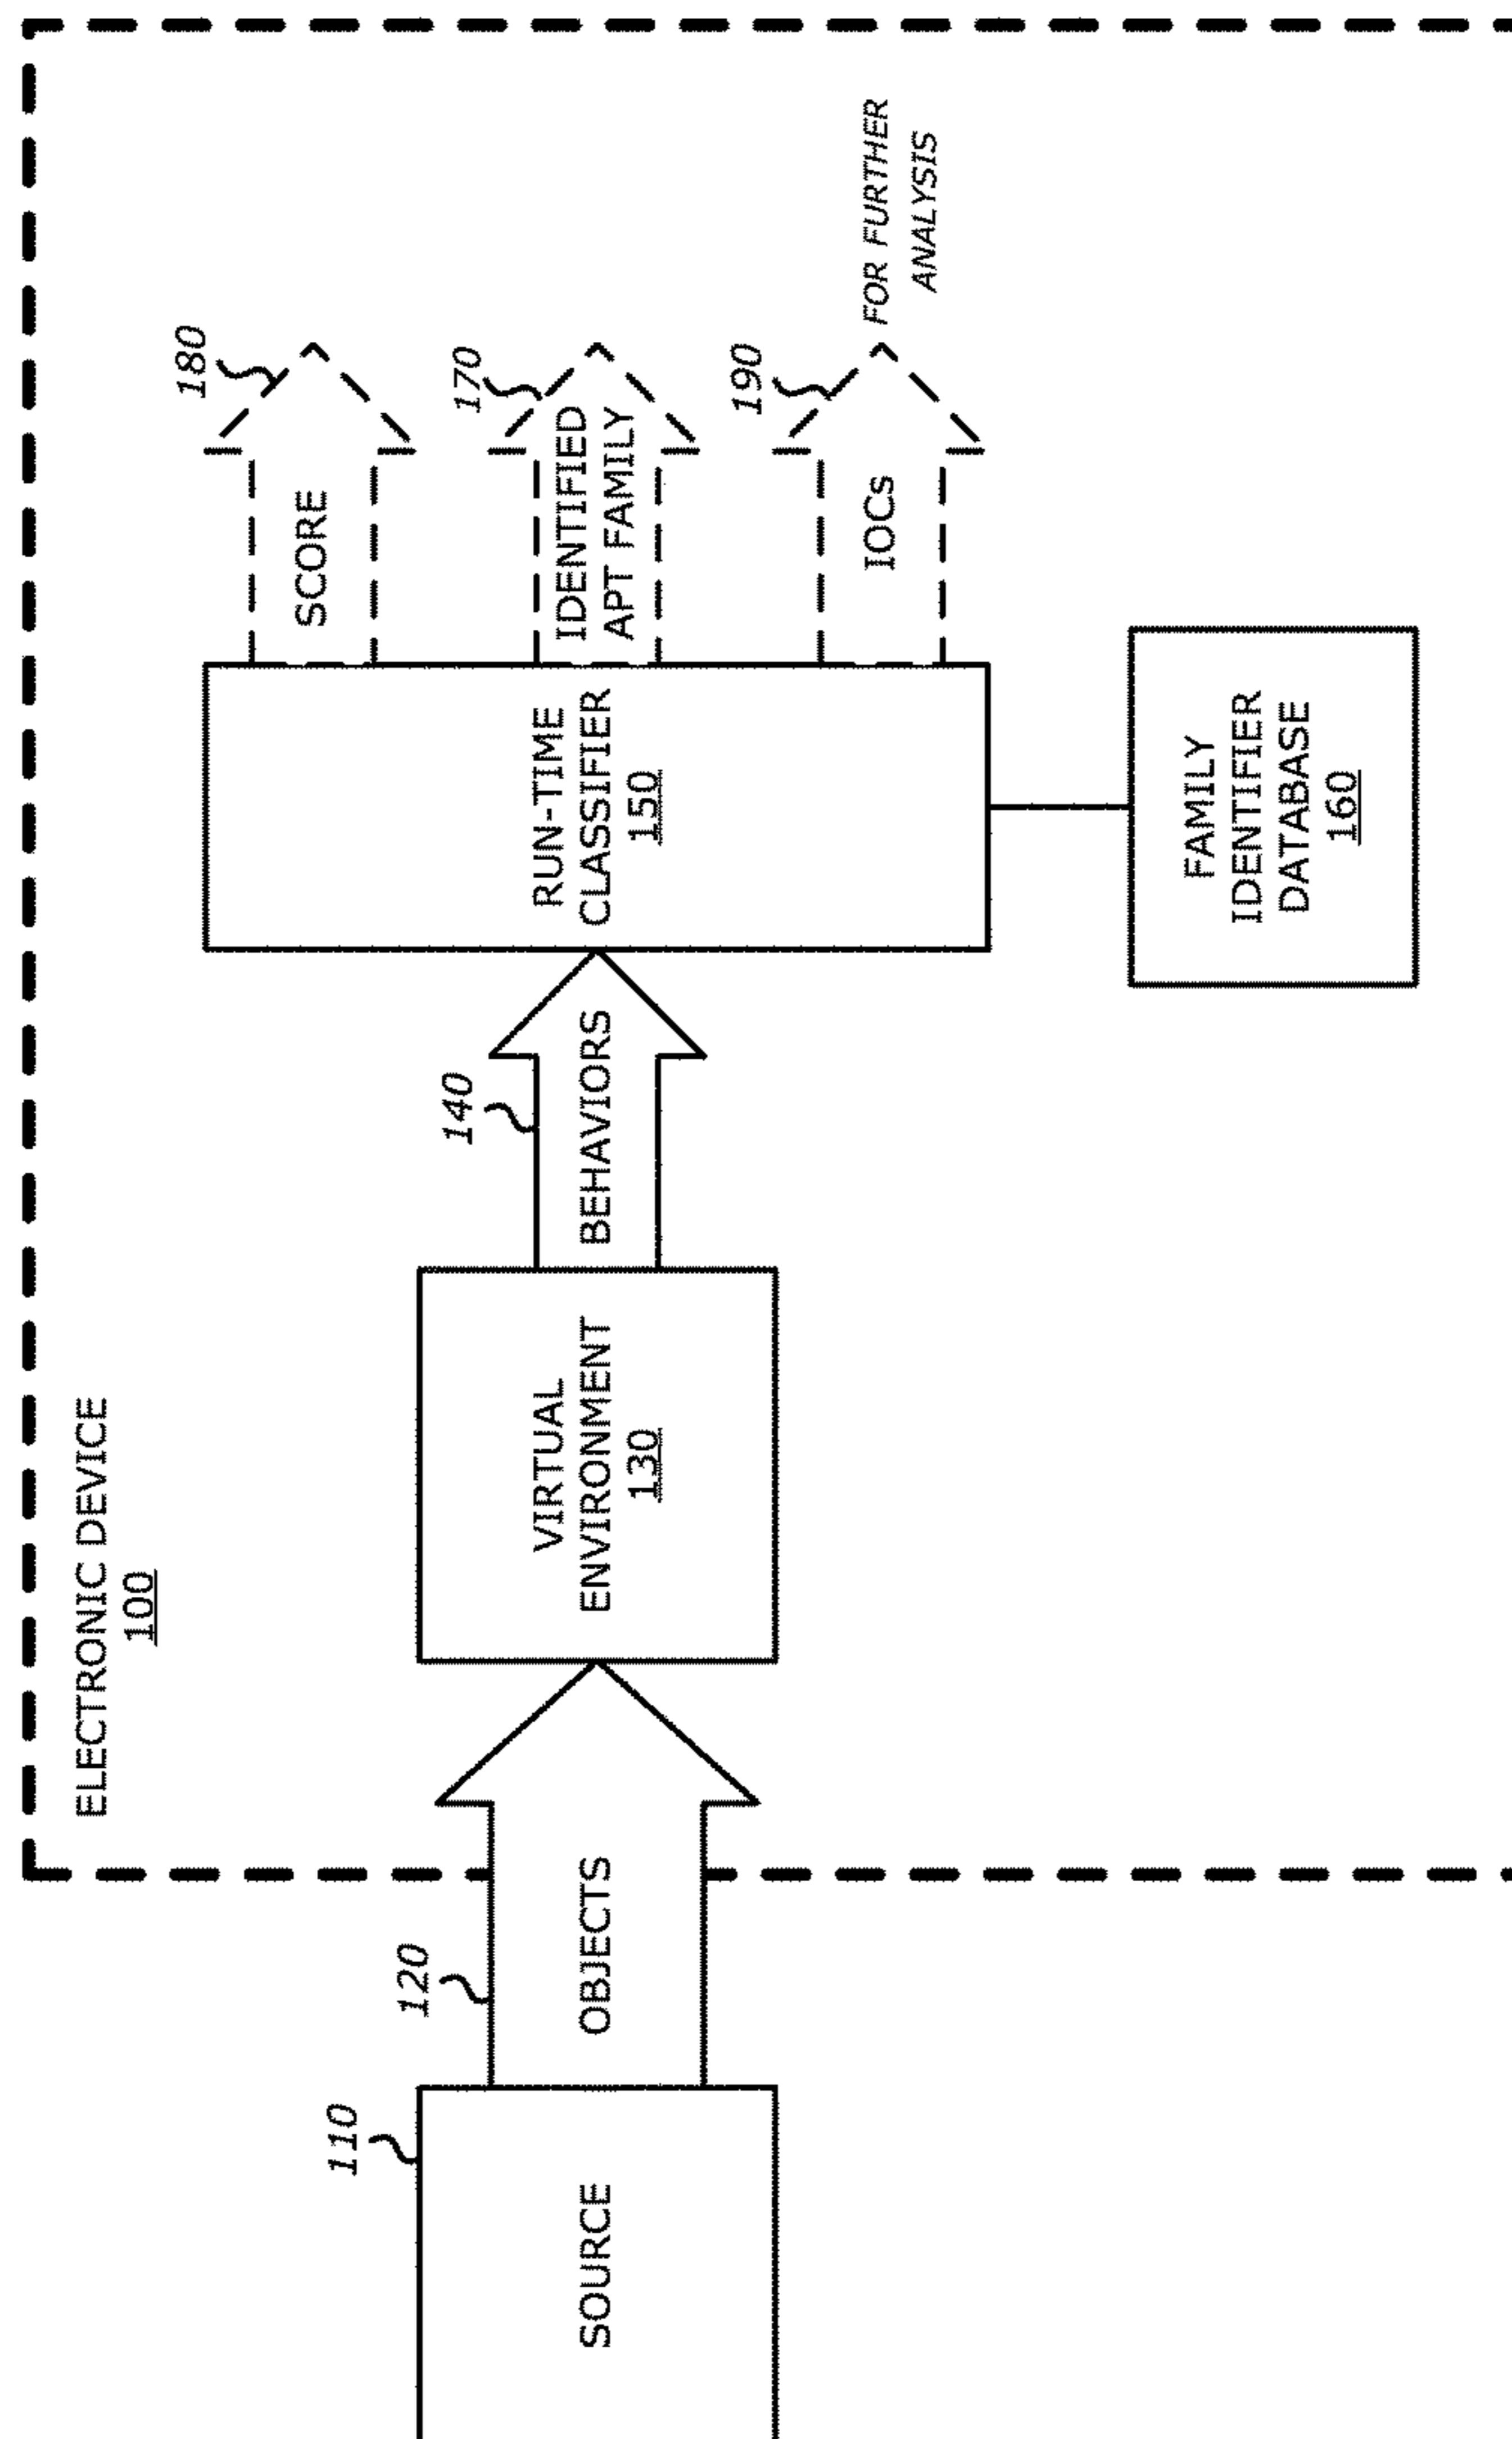 ELECTRONIC DEVICE
100
110
SOURCE
120
OBJECTS
VIRTUAL
ENVIRONMENT
130
140
BEHAVIORS
RUN-TIME
CLASSIFIER
150
180
SCORE
170
IDENTIFIED
APT FAMILY
190
IOCs
FOR FURTHER
ANALYSIS
FAMILY
IDENTIFIER
DATABASE
160